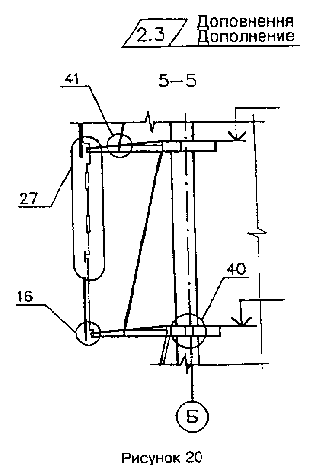 2.3 Доповнення
Дополнение
5-5
41
27
16
40
Б
Рисунок 20